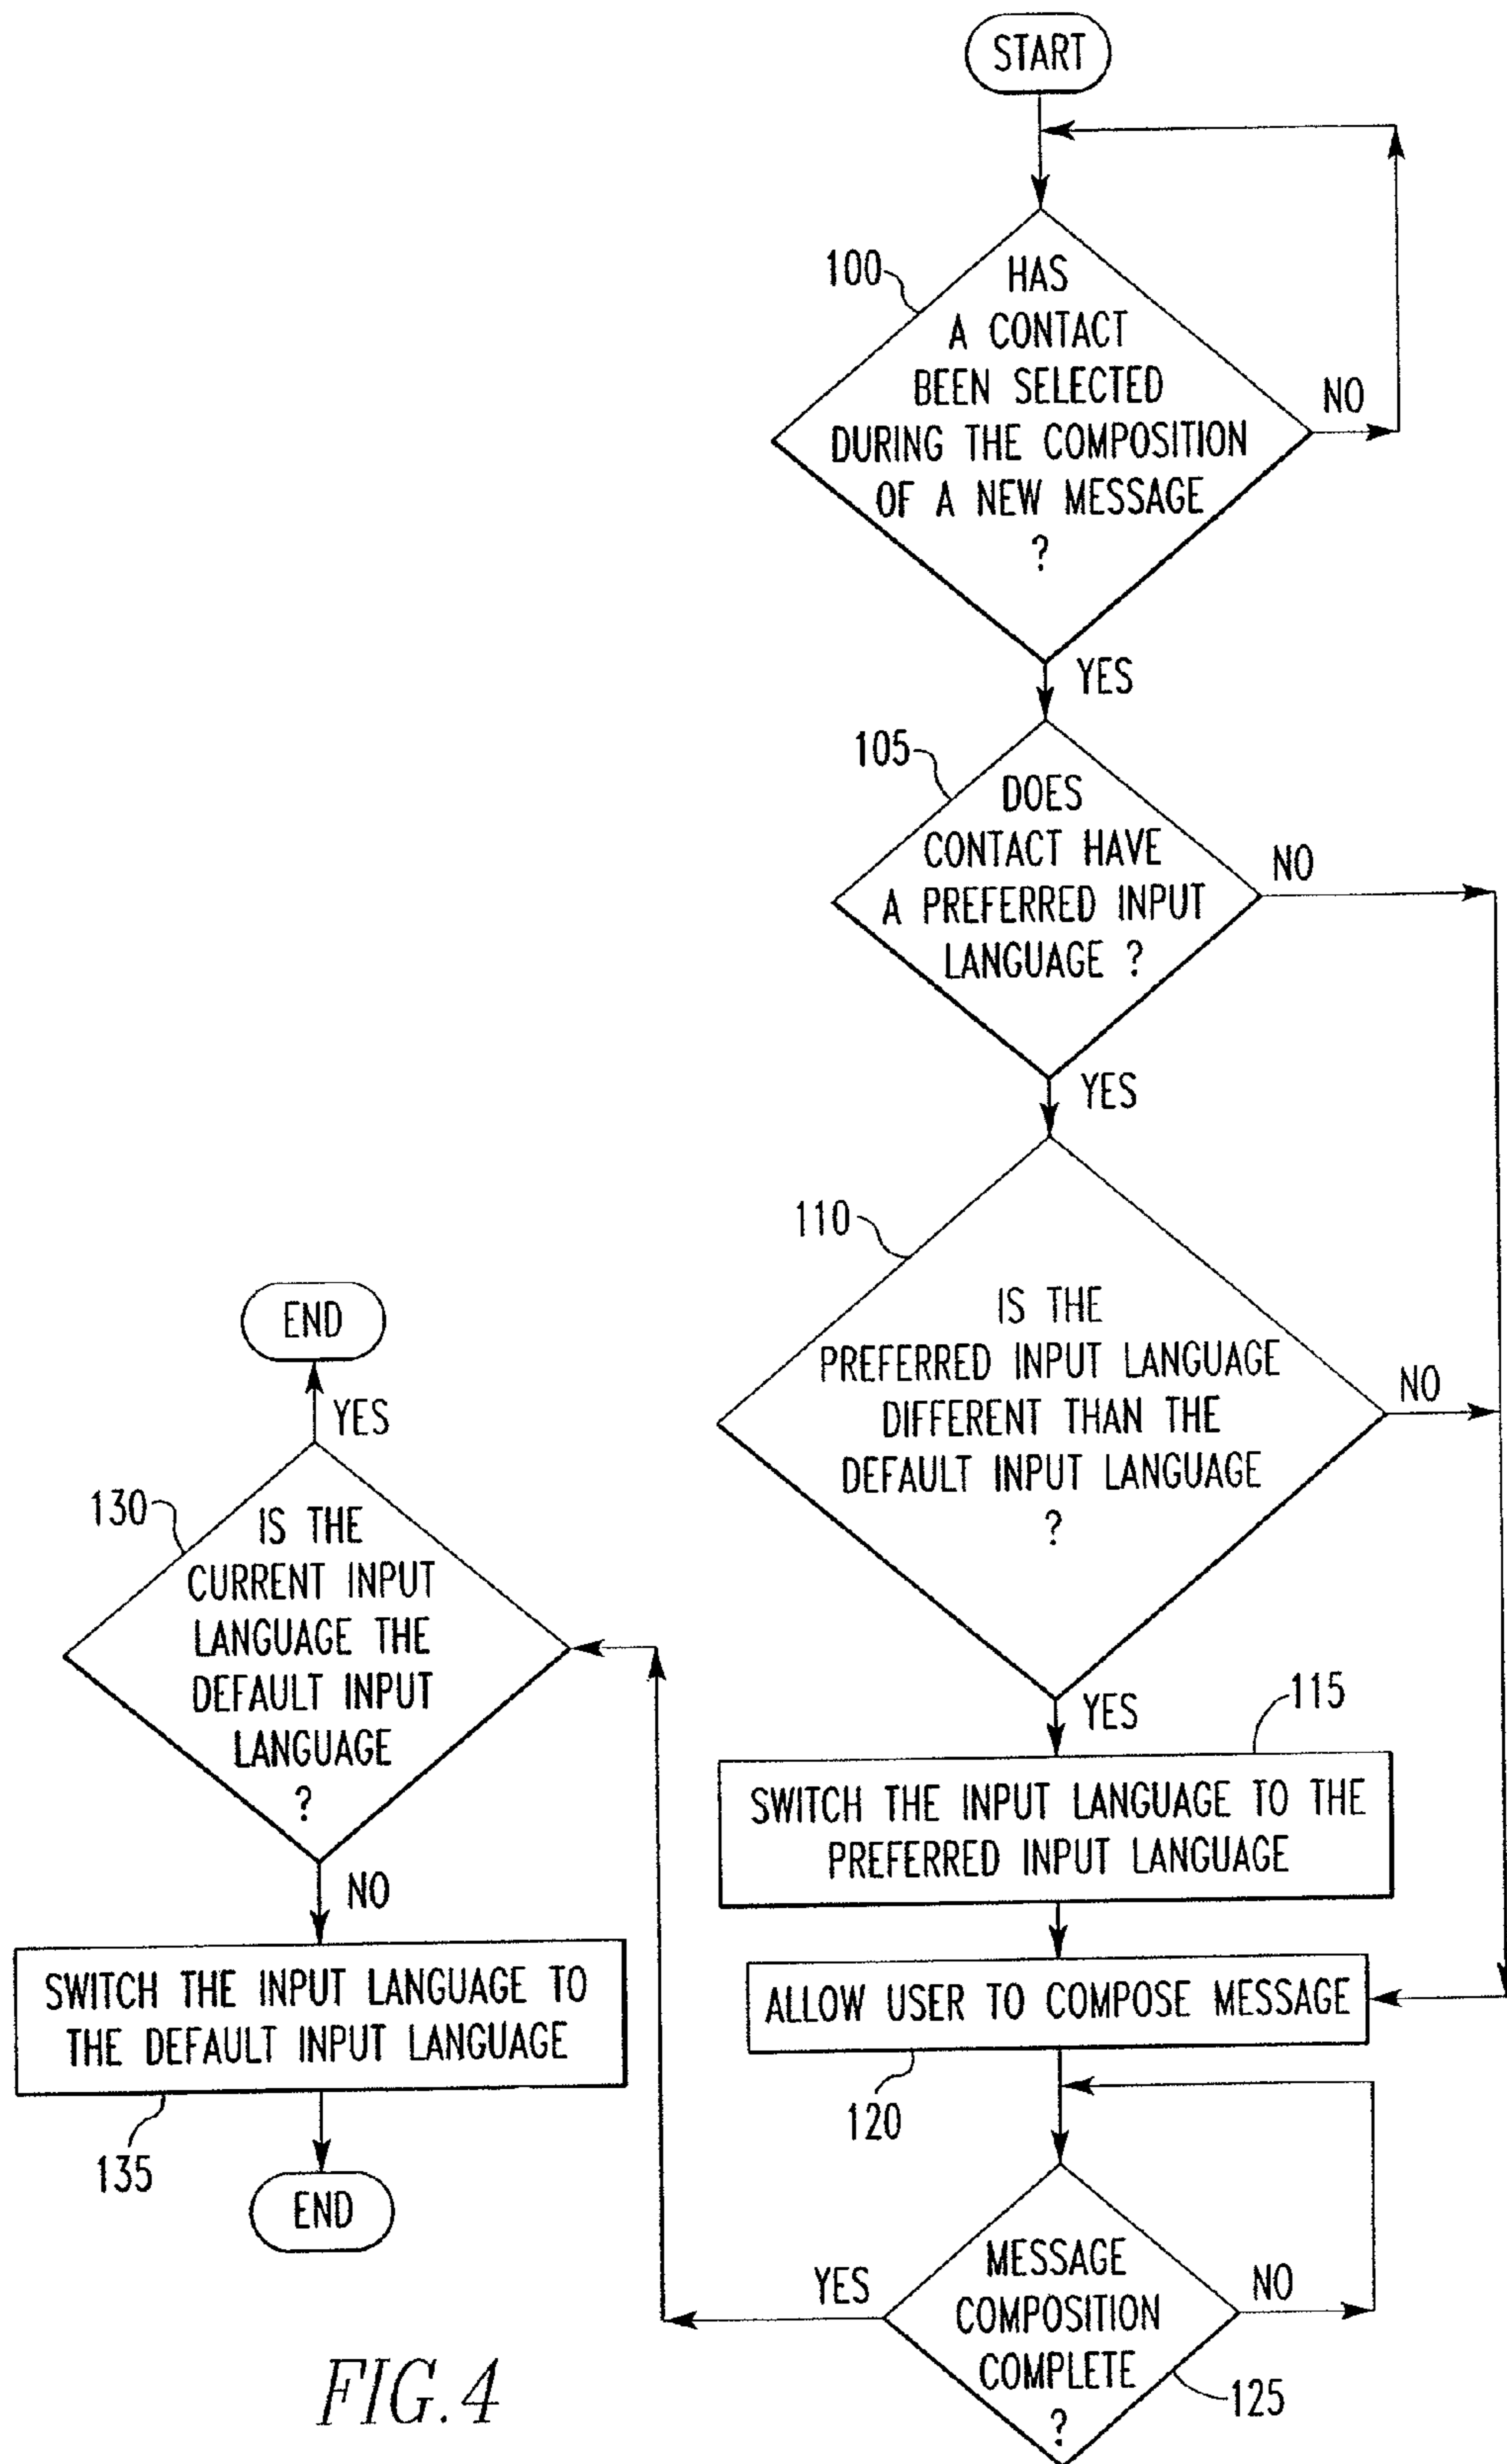 START
100
HAS
A CONTACT
BEEN SELECTED
DURING THE COMPOSITION
OF A NEW MESSAGE
?
NO
YES
105
DOES
CONTACT HAVE
A PREFERRED INPUT
LANGUAGE ?
NO
YES
110
IS THE
PREFERRED INPUT LANGUAGE
DIFFERENT THAN THE
DEFAULT INPUT LANGUAGE
?
NO
YES
115
SWITCH THE INPUT LANGUAGE TO THE
PREFERRED INPUT LANGUAGE
ALLOW USER TO COMPOSE MESSAGE
120
MESSAGE
COMPOSITION
COMPLETE
?
NO
YES
125
END
YES
130
IS THE
CURRENT INPUT
LANGUAGE THE
DEFAULT INPUT
LANGUAGE
?
NO
SWITCH THE INPUT LANGUAGE TO
THE DEFAULT INPUT LANGUAGE
135
END
FIG.4